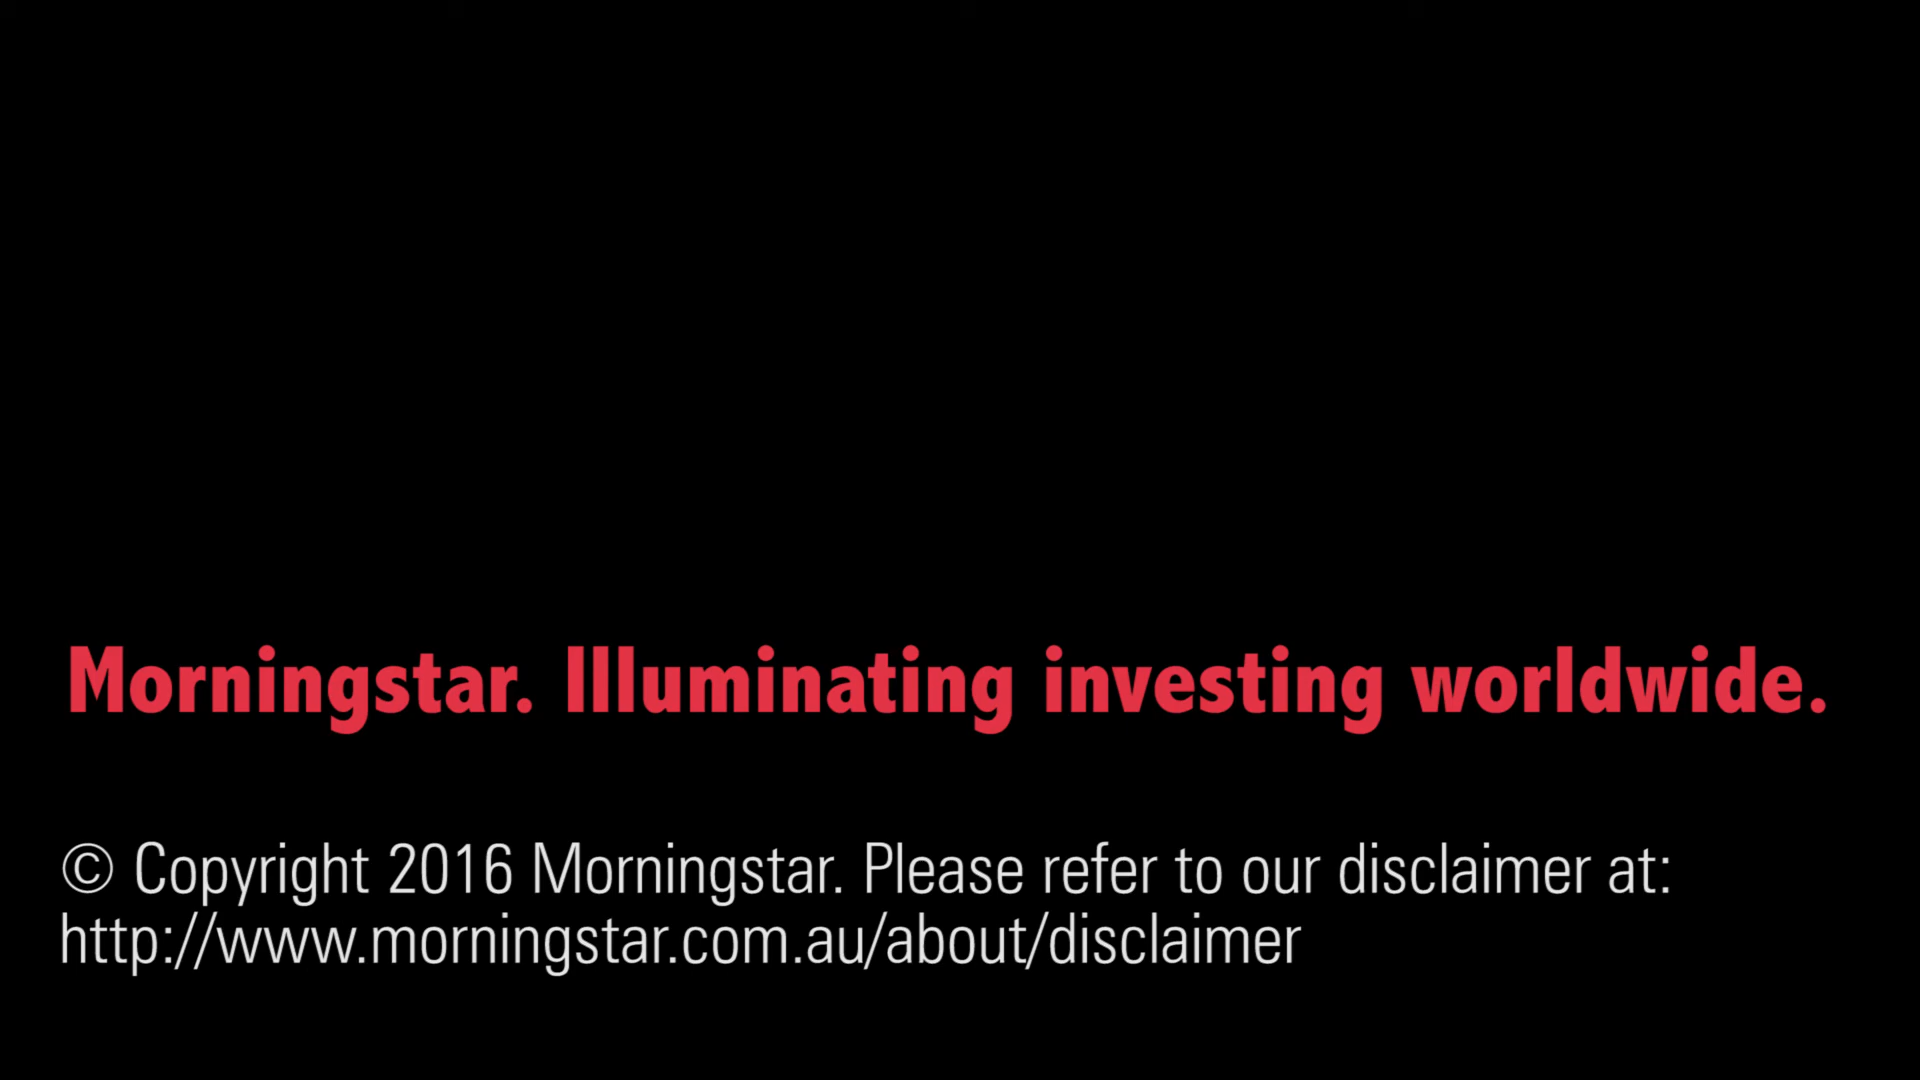 Morningstar. Illuminating investing worldwide.
© Copyright 2016 Morningstar. Please refer to our disclaimer at:
http://www.morningstar.com.au/about/disclaimer